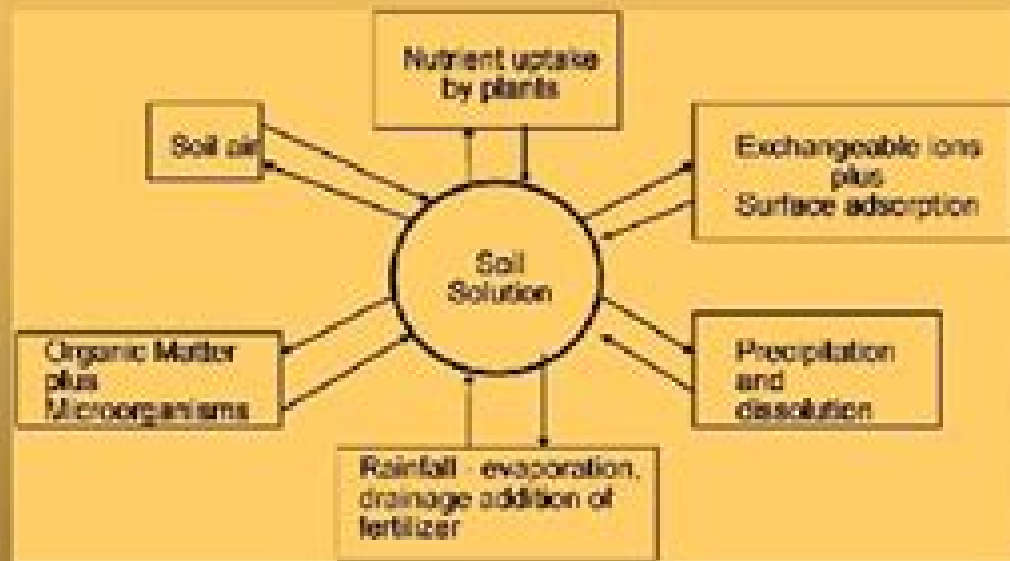 Nutrient uptake
by plants
Soil air
Exchangeable ions
plus
Surface adsorption
Soil
Solution
Organic Matter
plus
Microorganisms
Precipitation
and
dissolution
Rainfall - evaporation,
drainage addition of
fertilizer